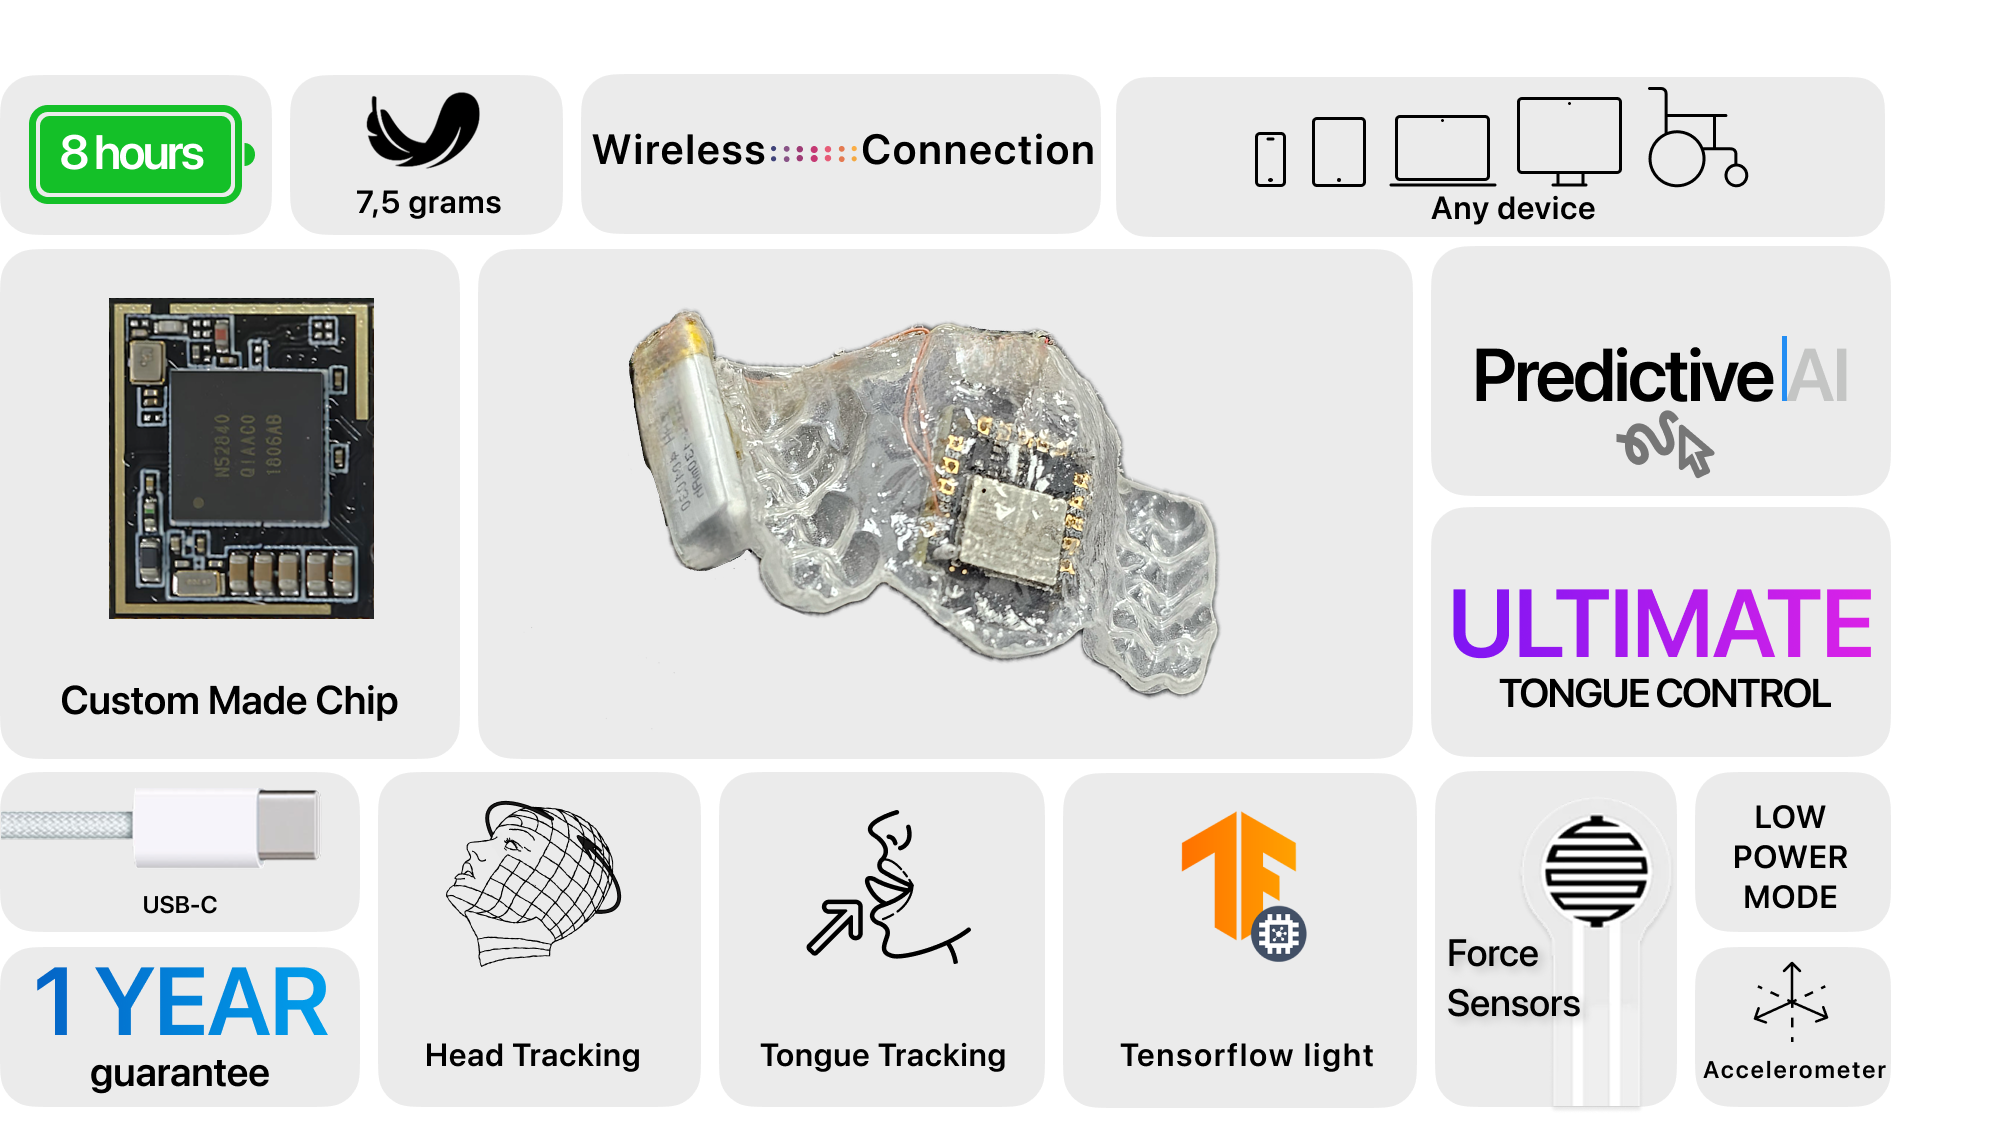 8 hours
7,5 grams
Wireless Connection
Any device
N52840
QIAAC0
1806AB
Custom Made Chip
Predictive AI
ULTIMATE
TONGUE CONTROL
USB-C
1 YEAR
guarantee
Head Tracking
Tongue Tracking
Tensorflow light
Force
Sensors
LOW
POWER
MODE
Accelerometer